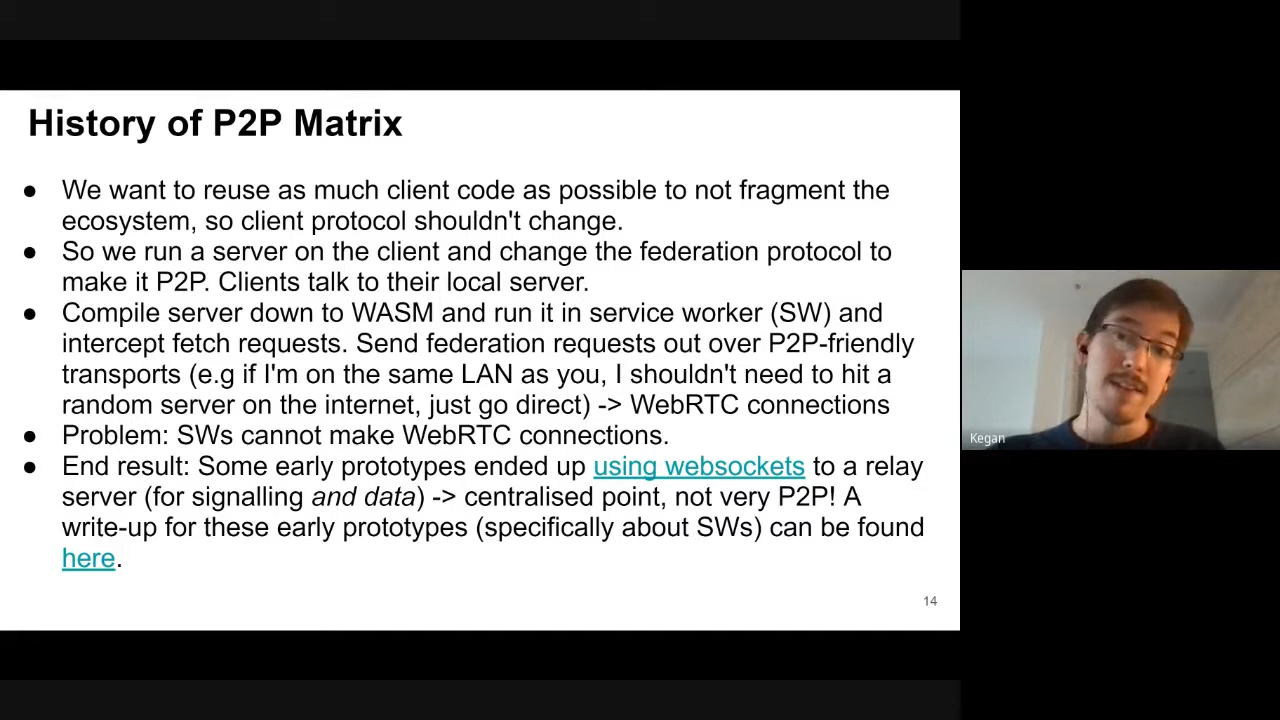 History of P2P Matrix
● We want to reuse as much client code as possible to not fragment the
ecosystem, so client protocol shouldn't change.
● So we run a server on the client and change the federation protocol to
make it P2P. Clients talk to their local server.
● Compile server down to WASM and run it in service worker (SW) and
intercept fetch requests. Send federation requests out over P2P-friendly
transports (e.g if I'm on the same LAN as you, I shouldn't need to hit a
random server on the internet, just go direct) -> WebRTC connections
● Problem: SWs cannot make WebRTC connections.
● End result: Some early prototypes ended up using websockets to a relay
server (for signalling and data) -> centralised point, not very P2P! A
write-up for these early prototypes (specifically about SWs) can be found
here.
14
Kegan